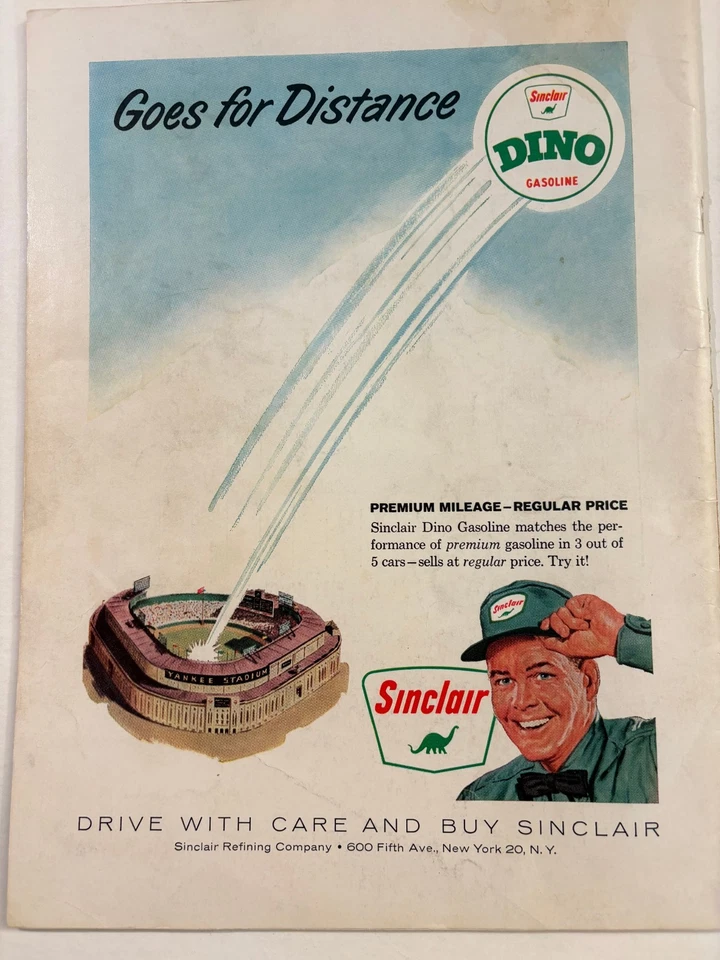 Goes for Distance
Sinclair
DINO
GASOLINE
PREMIUM MILEAGE–REGULAR PRICE
Sinclair Dino Gasoline matches the per-
formance of premium gasoline in 3 out of
5 cars—sells at regular price. Try it!
YANKEE STADIUM
Sinclair
Sinclair
DRIVE WITH CARE AND BUY SINCLAIR
Sinclair Refining Company • 600 Fifth Ave., New York 20, N. Y.